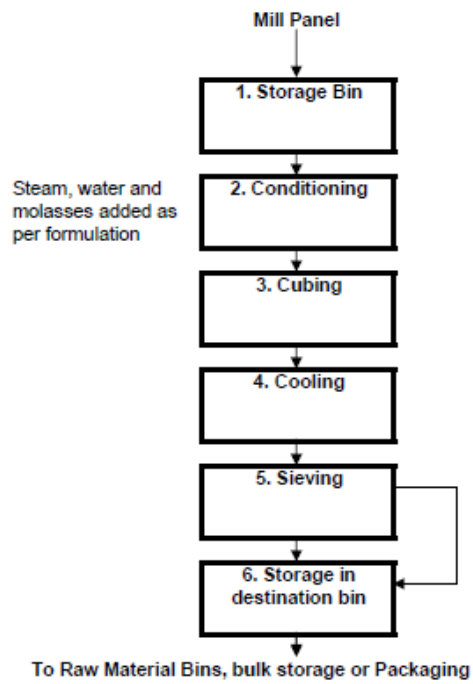 Mill Panel
1. Storage Bin
Steam, water and
molasses added as
per formulation
2. Conditioning
3. Cubing
4. Cooling
5. Sieving
6. Storage in
destination bin
To Raw Material Bins, bulk storage or Packaging